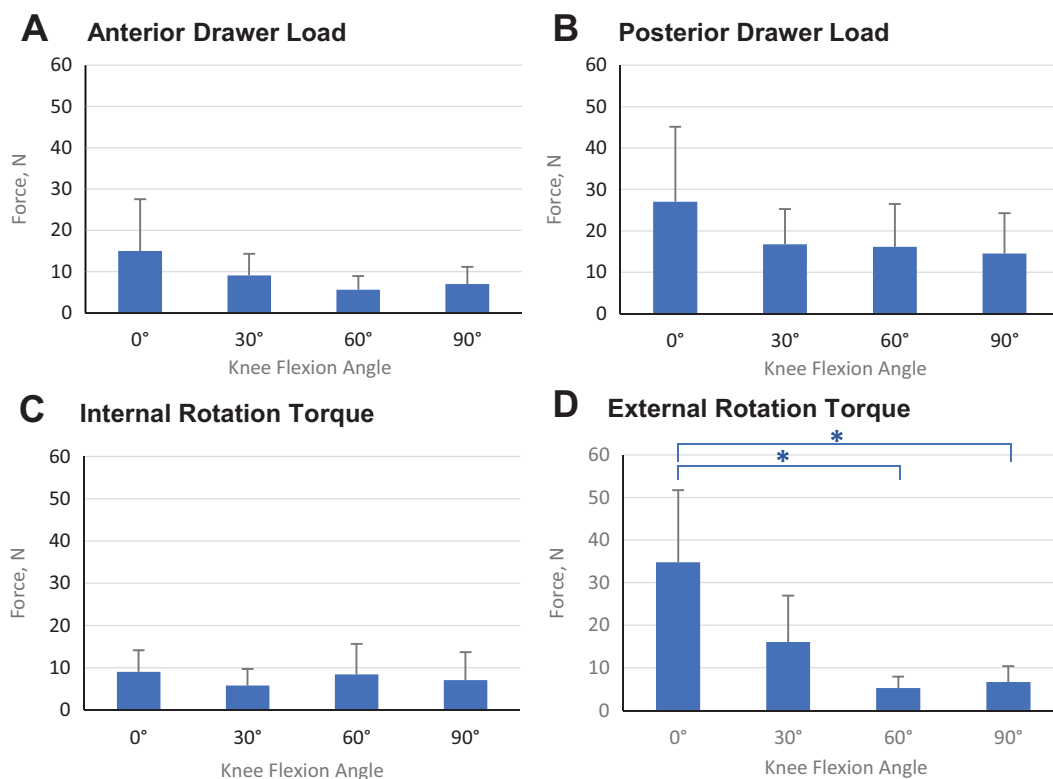 A Anterior Drawer Load
Force, N
60
50
40
30
20
10
0
0° 30° 60° 90°
Knee Flexion Angle
B Posterior Drawer Load
Force, N
60
50
40
30
20
10
0
0° 30° 60° 90°
Knee Flexion Angle
C Internal Rotation Torque
Force, N
60
50
40
30
20
10
0
0° 30° 60° 90°
Knee Flexion Angle
D External Rotation Torque
*
*
Force, N
60
50
40
30
20
10
0
0° 30° 60° 90°
Knee Flexion Angle